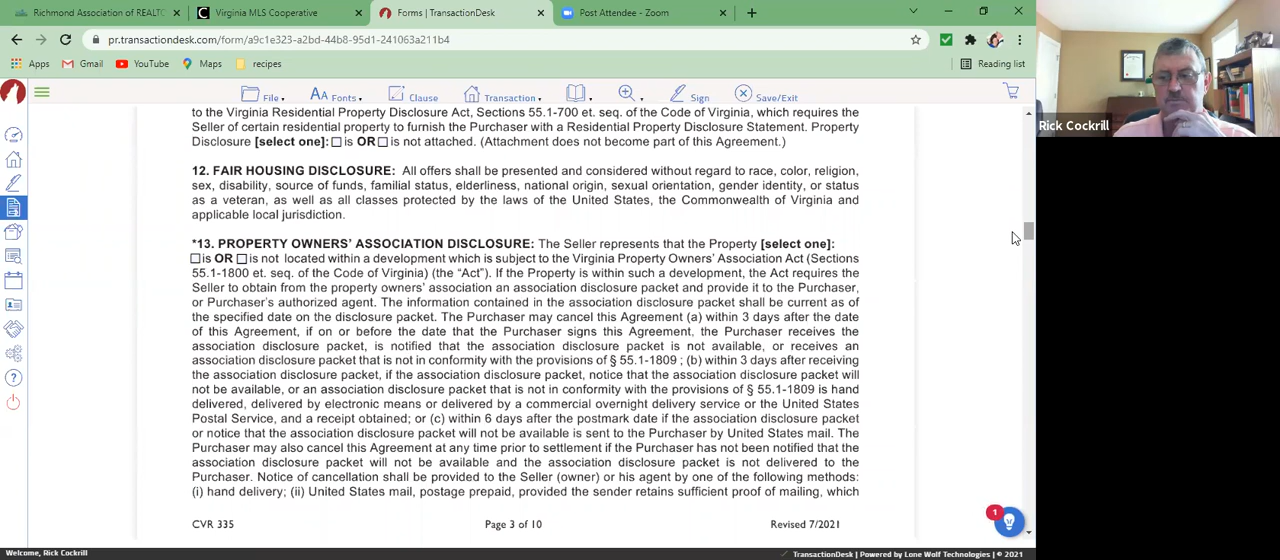 Richmond Association of REALTO
Virginia MLS Cooperative
Forms | TransactionDesk
Post Attendee - Zoom
pr.transactiondesk.com/form/a9c1e323-a2bd-44b8-95d1-241063a211b4
Apps
Gmail
YouTube
Maps
recipes
Reading list
File
Fonts
Clause
Transaction
Sign
Save/Exit
Rick Cockrill
to the Virginia Residential Property Disclosure Act, Sections 55.1-700 et. seq. of the Code of Virginia), which requires the
Seller of certain residential property to furnish the Purchaser with a Residential Property Disclosure Statement. Property
Disclosure [select one]: ☐ is OR ☐ is not attached. (Attachment does not become part of this Agreement.)
12. FAIR HOUSING DISCLOSURE: All offers shall be presented and considered without regard to race, color, religion,
sex, disability, source of funds, familial status, elderliness, national origin, sexual orientation, gender identity, or status
as a veteran, as well as all classes protected by the laws of the United States, the Commonwealth of Virginia and
applicable local jurisdiction.
*13. PROPERTY OWNERS' ASSOCIATION DISCLOSURE: The Seller represents that the Property [select one]:
☐ is OR ☐ is not located within a development which is subject to the Virginia Property Owners' Association Act (Sections
55.1-1800 et. seq. of the Code of Virginia) (the "Act"). If the Property is within such a development, the Act requires the
Seller to obtain from the property owners' association an association disclosure packet and provide it to the Purchaser,
or Purchaser's authorized agent. The information contained in the association disclosure packet shall be current as of
the specified date on the disclosure packet. The Purchaser may cancel this Agreement (a) within 3 days after the date
of this Agreement, if on or before the date that the Purchaser signs this Agreement, the Purchaser receives the
association disclosure packet, is notified that the association disclosure packet is not available, or receives an
association disclosure packet that is not in conformity with the provisions of § 55.1-1809 ; (b) within 3 days after receiving
the association disclosure packet, if the association disclosure packet, notice that the association disclosure packet will
not be available, or an association disclosure packet that is not in conformity with the provisions of § 55.1-1809 is hand
delivered, delivered by electronic means or delivered by a commercial overnight delivery service or the United States
Postal Service, and a receipt obtained; or (c) within 6 days after the postmark date if the association disclosure packet
or notice that the association disclosure packet will not be available is sent to the Purchaser by United States mail. The
Purchaser may also cancel this Agreement at any time prior to settlement if the Purchaser has not been notified that the
association disclosure packet will not be available and the association disclosure packet is not delivered to the
Purchaser. Notice of cancellation shall be provided to the Seller (owner) or his agent by one of the following methods:
(i) hand delivery; (ii) United States mail, postage prepaid, provided the sender retains sufficient proof of mailing, which
CVR 335
Page 3 of 10
Revised 7/2021
1
Welcome, Rick Cockrill
TransactionDesk | Powered by Lone Wolf Technologies | © 2021